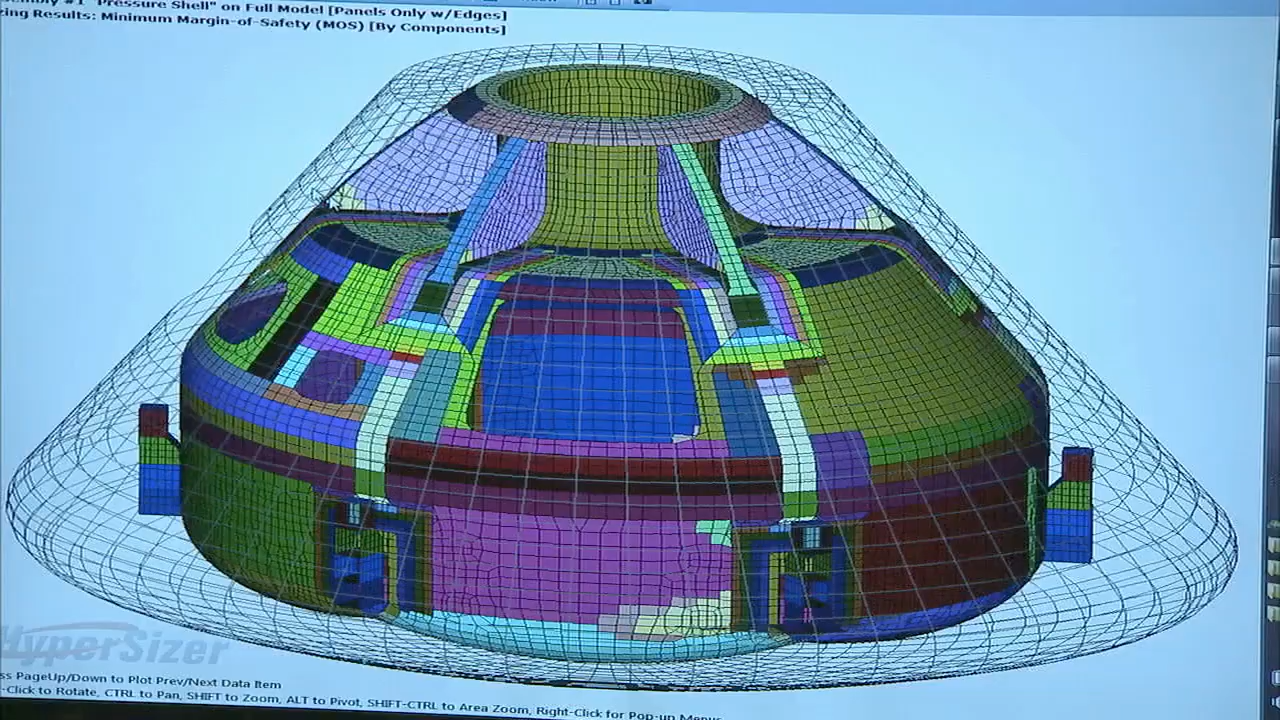 "Pressure Shell" on Full Model [Panels Only w/Edges]
Results: Minimum Margin-of-Safety (MOS) [By Components]
HyperSizer
PageUp/Down to Plot Prev/Next Data Item
-Click to Rotate, CTRL to Pan, SHIFT to Zoom, ALT to Pivot, SHIFT-CTRL to Area Zoom, Right-Click for Pop-up Menus